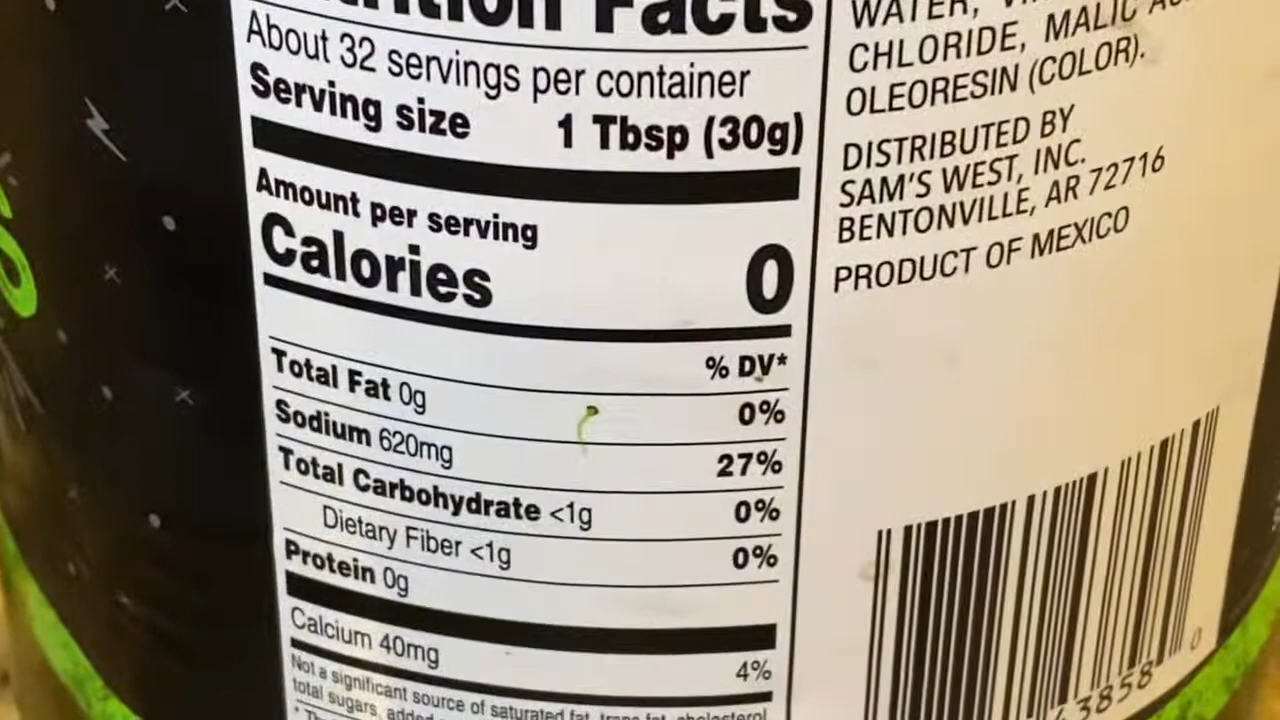 Facts
About 32 servings per container
Serving size 1 Tbsp (30g)
Amount per serving
Calories 0
% DV*
Total Fat 0g 0%
Sodium 620mg 27%
Total Carbohydrate <1g 0%
Dietary Fiber <1g 0%
Protein 0g
Calcium 40mg 4%
Not a significant source of saturated fat, trans fat, cholesterol,
total sugars, added
WATER,
CHLORIDE, MALIC
OLEORESIN (COLOR).
DISTRIBUTED BY
SAM'S WEST, INC.
BENTONVILLE, AR 72716
PRODUCT OF MEXICO
3858 0